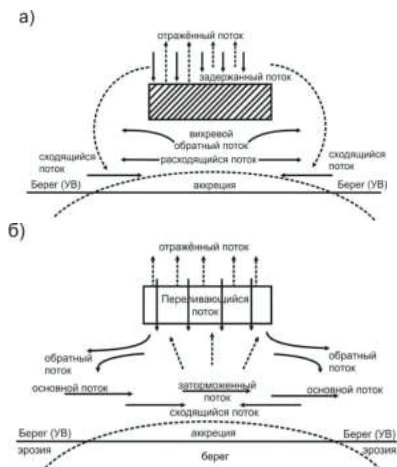 а)
отражённый поток
задержанный поток
викревой
обратный поток
сходящийся
поток
расходящийся поток
сходящийся
поток
Берег (УВ)
аккреция
Берег (УВ)
б)
отражённый поток
Переливающийся
поток
обратный
поток
обратный
поток
основной поток
заторможенный
поток
основной поток
сходящийся поток
Берег (УВ)
аккреция
Берег (УВ)
эрозия
берег
эрозия